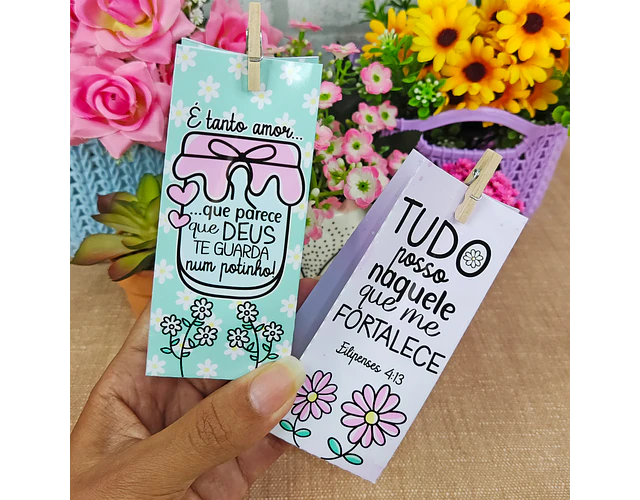 É tanto amor...
...que parece
que DEUS
TE GUARDA
num potinho!
TUDO
posso
naquele
que me
FORTALECE
Filipenses 4:13